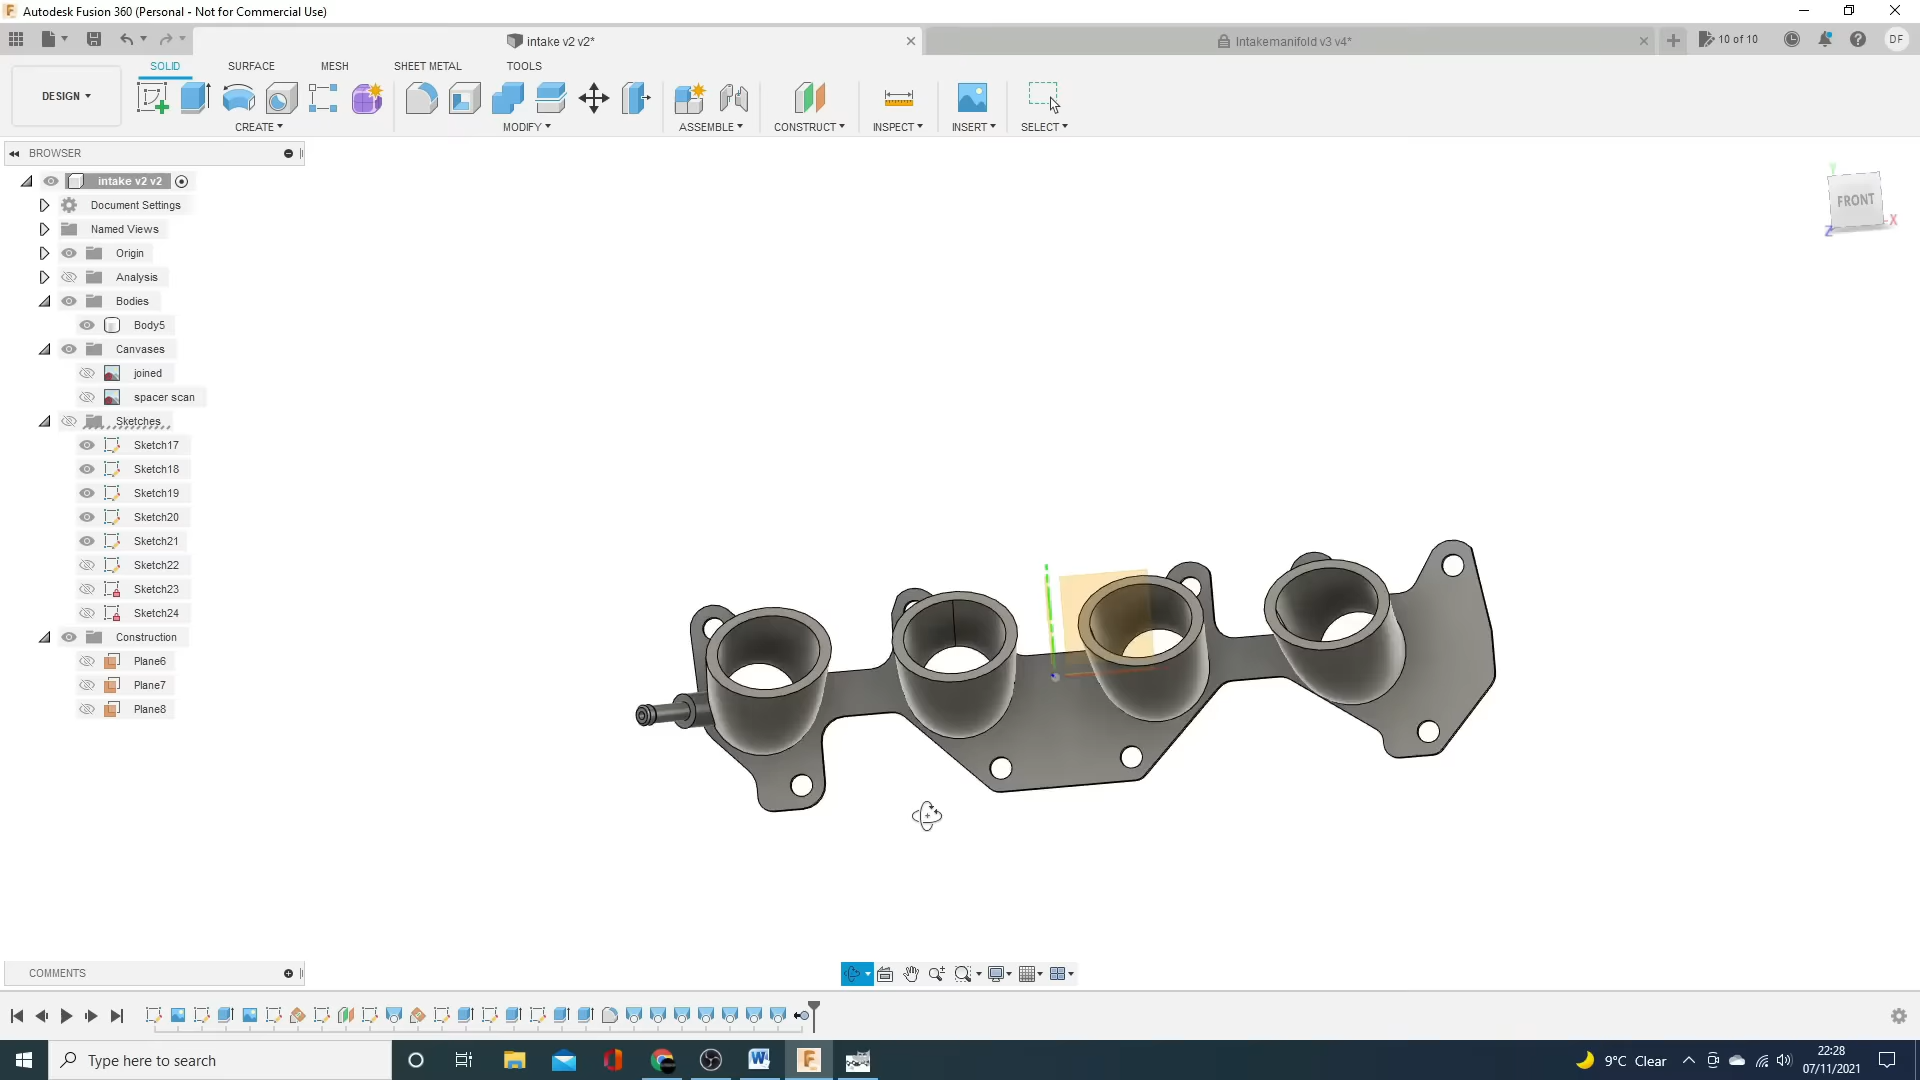 Autodesk Fusion 360 (Personal - Not for Commercial Use)
intake v2 v2*
Intakemanifold v3 v4*
10 of 10
DF
DESIGN
SOLID
SURFACE
MESH
SHEET METAL
TOOLS
CREATE
MODIFY
ASSEMBLE
CONSTRUCT
INSPECT
INSERT
SELECT
BROWSER
intake v2 v2
Document Settings
Named Views
Origin
Analysis
Bodies
Body5
Canvases
joined
spacer scan
Sketches
Sketch17
Sketch18
Sketch19
Sketch20
Sketch21
Sketch22
Sketch23
Sketch24
Construction
Plane6
Plane7
Plane8
Y
FRONT
X
Z
COMMENTS
Type here to search
9°C Clear
22:28
07/11/2021